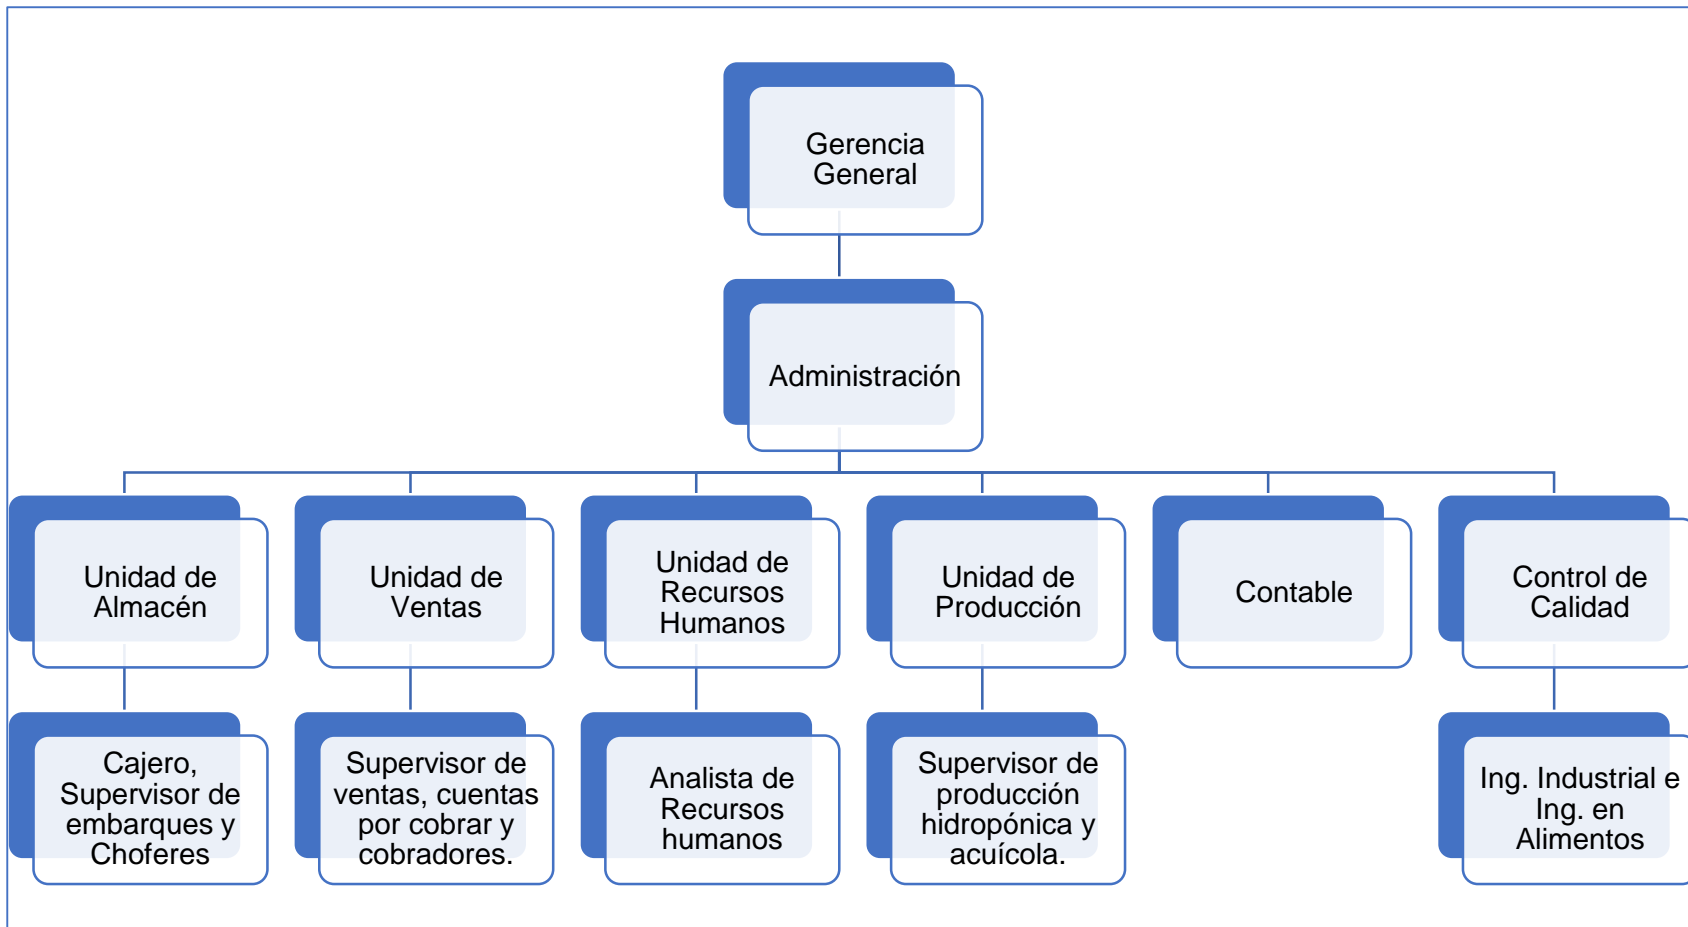 Gerencia
General
Administración
Unidad de
Almacén
Unidad de
Ventas
Unidad de
Recursos
Humanos
Unidad de
Producción
Contable
Control de
Calidad
Cajero,
Supervisor de
embarques y
Choferes
Supervisor de
ventas, cuentas
por cobrar y
cobradores.
Analista de
Recursos
humanos
Supervisor de
producción
hidropónica y
acuícola.
Ing. Industrial e
Ing. en
Alimentos